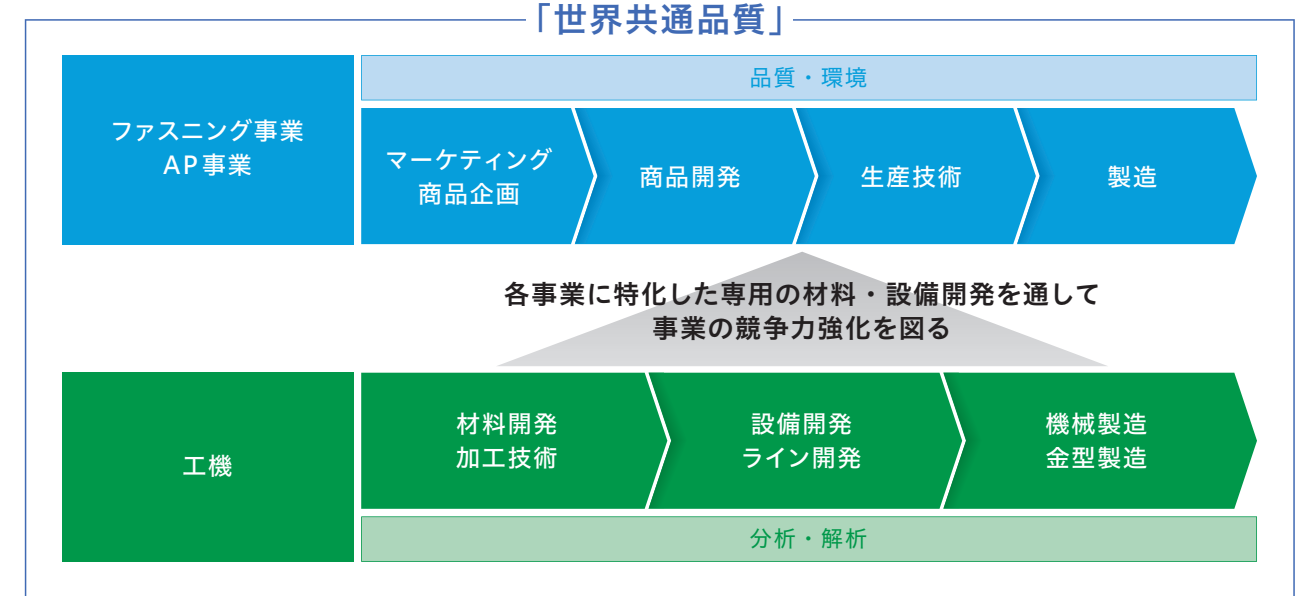 「世界共通品質」
品質・環境
ファスニング事業
AP事業
マーケティング
商品企画
商品開発
生産技術
製造
各事業に特化した専用の材料・設備開発を通して
事業の競争力強化を図る
工機
材料開発
加工技術
設備開発
ライン開発
機械製造
金型製造
分析・解析